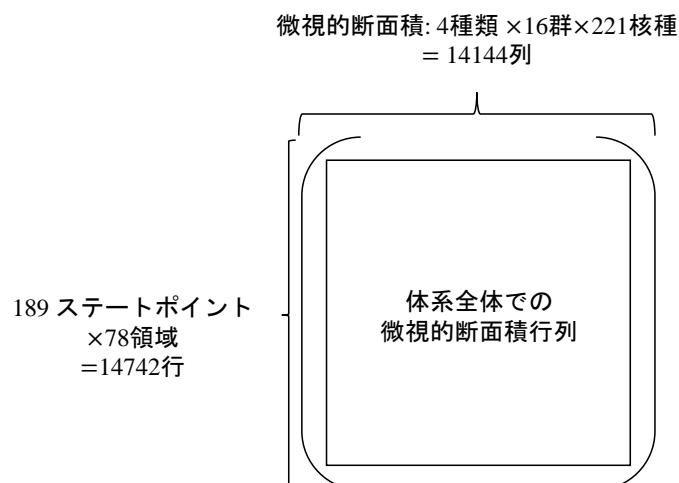 微視的断面積: 4種類 ×16群×221核種
= 14144列
189 ステートポイント
×78領域
=14742行
体系全体での
微視的断面積行列